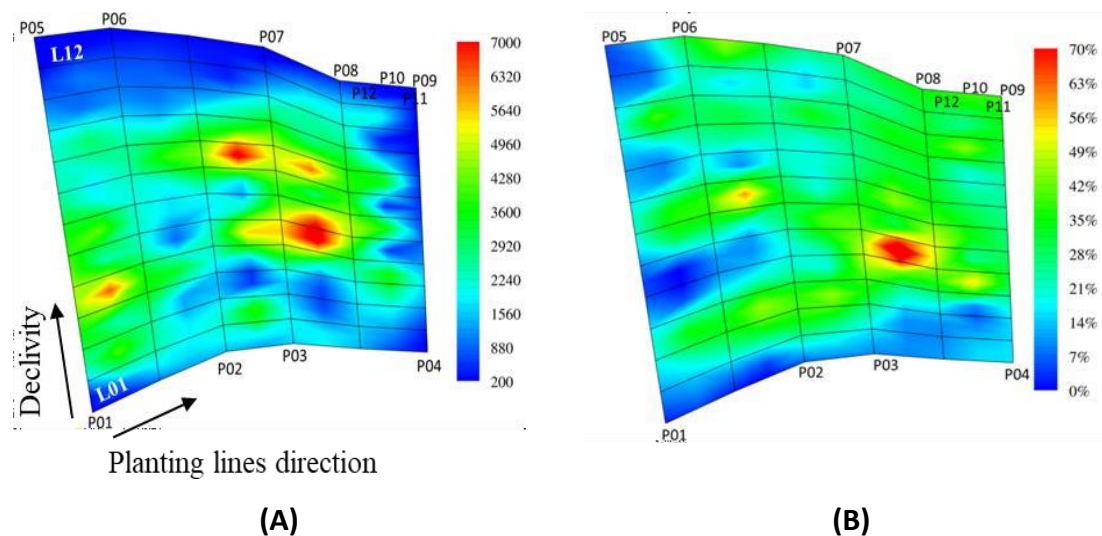 P05
P06
P07
P08
P10
P09
P12
P11
L12
7000
6320
5640
4960
4280
3600
2920
2240
1560
880
200
Declivity
L01
P01
P02
P03
P04
Planting lines direction
(A)
P05
P06
P07
P08
P10
P09
P12
P11
70%
63%
56%
49%
42%
35%
28%
21%
14%
7%
0%
P01
P02
P03
P04
(B)